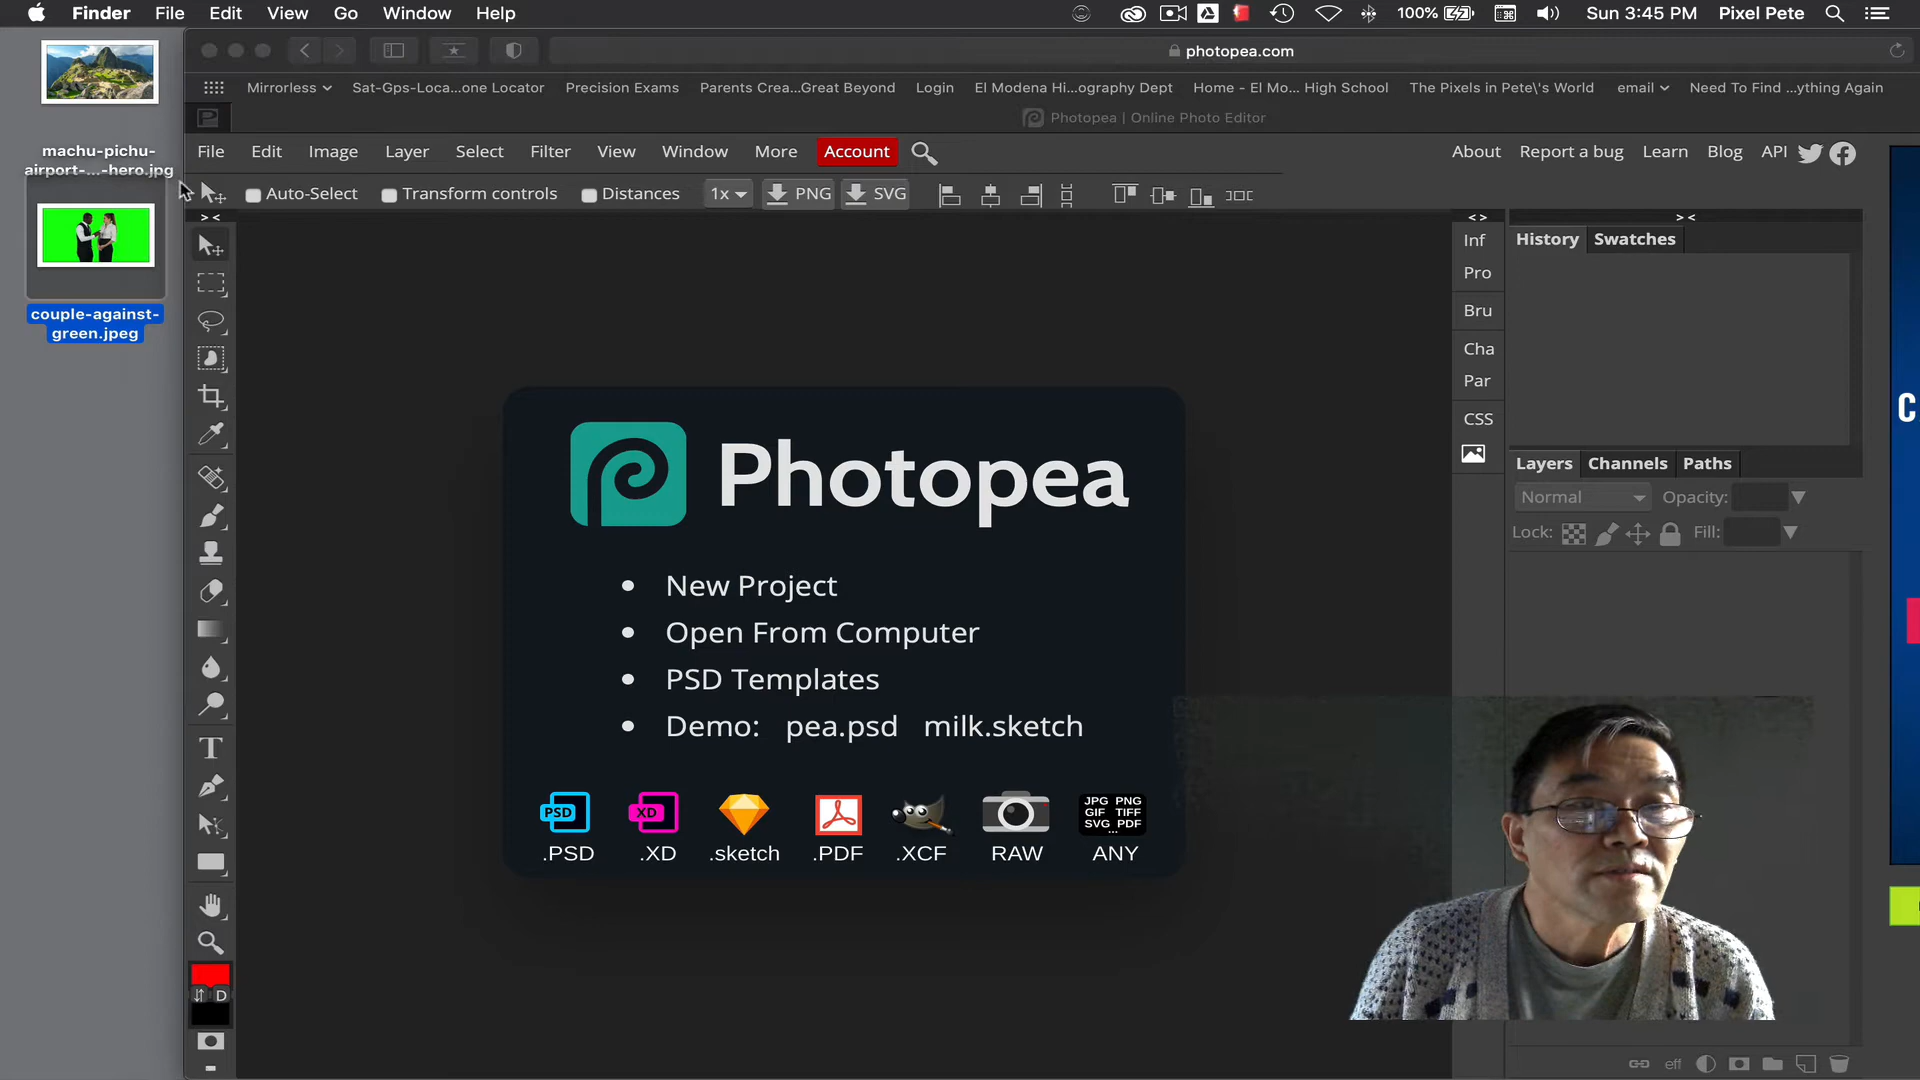 Finder File Edit View Go Window Help 100% Sun 3:45 PM Pixel Pete
photopea.com
Mirrorless Sat-Gps-Loca...one Locator Precision Exams Parents Crea...Great Beyond Login El Modena Hi...ography Dept Home - El Mo... High School The Pixels in Pete\'s World email Need To Find ...ything Again
Photopea | Online Photo Editor
machu-pichu-
airport-...-hero.jpg
couple-against-
green.jpeg
File Edit Image Layer Select Filter View Window More Account About Report a bug Learn Blog API
Auto-Select Transform controls Distances 1x PNG SVG
> < < > > <
Inf
Pro
Bru
Cha
Par
CSS
History Swatches
Layers Channels Paths
Normal Opacity:
Lock: Fill:
Photopea
• New Project
• Open From Computer
• PSD Templates
• Demo: pea.psd milk.sketch
PSD XD JPG PNG
GIF TIFF
SVG PDF
...
.PSD .XD .sketch .PDF .XCF RAW ANY
T
D
C
eff